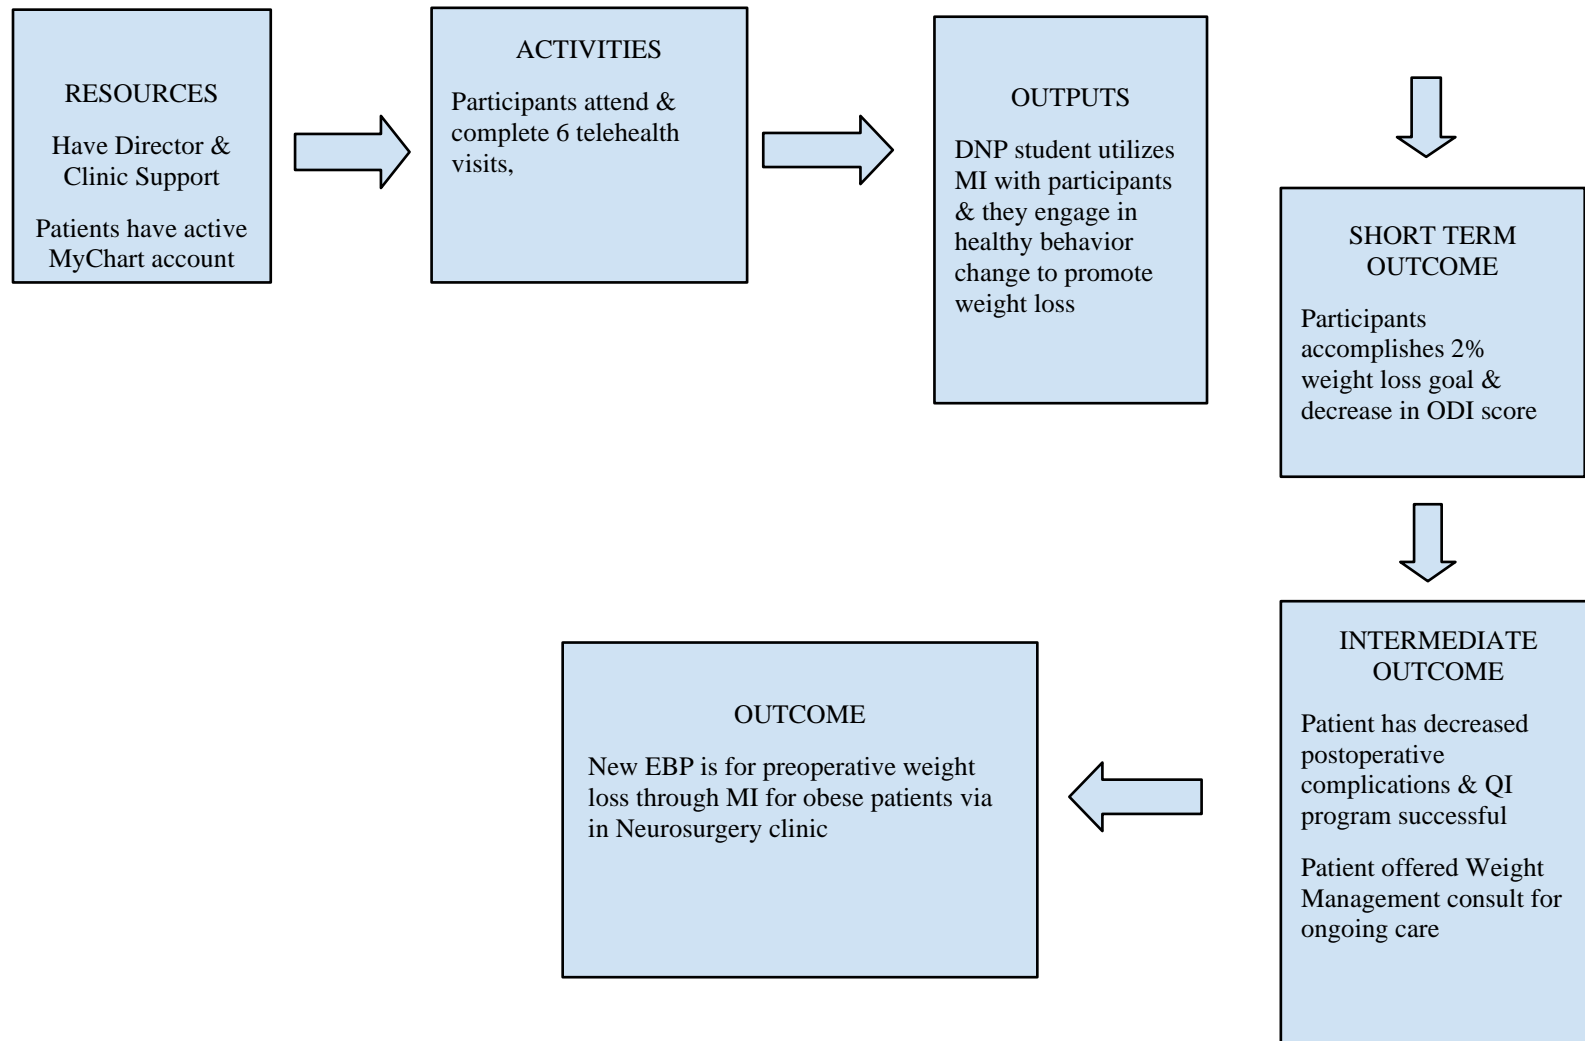 RESOURCES
Have Director &
Clinic Support
Patients have active
MyChart account
ACTIVITIES
Participants attend &
complete 6 telehealth
visits,
OUTPUTS
DNP student utilizes
MI with participants
& they engage in
healthy behavior
change to promote
weight loss
SHORT TERM
OUTCOME
Participants
accomplishes 2%
weight loss goal &
decrease in ODI score
INTERMEDIATE
OUTCOME
Patient has decreased
postoperative
complications & QI
program successful
Patient offered Weight
Management consult for
ongoing care
OUTCOME
New EBP is for preoperative weight
loss through MI for obese patients via
in Neurosurgery clinic